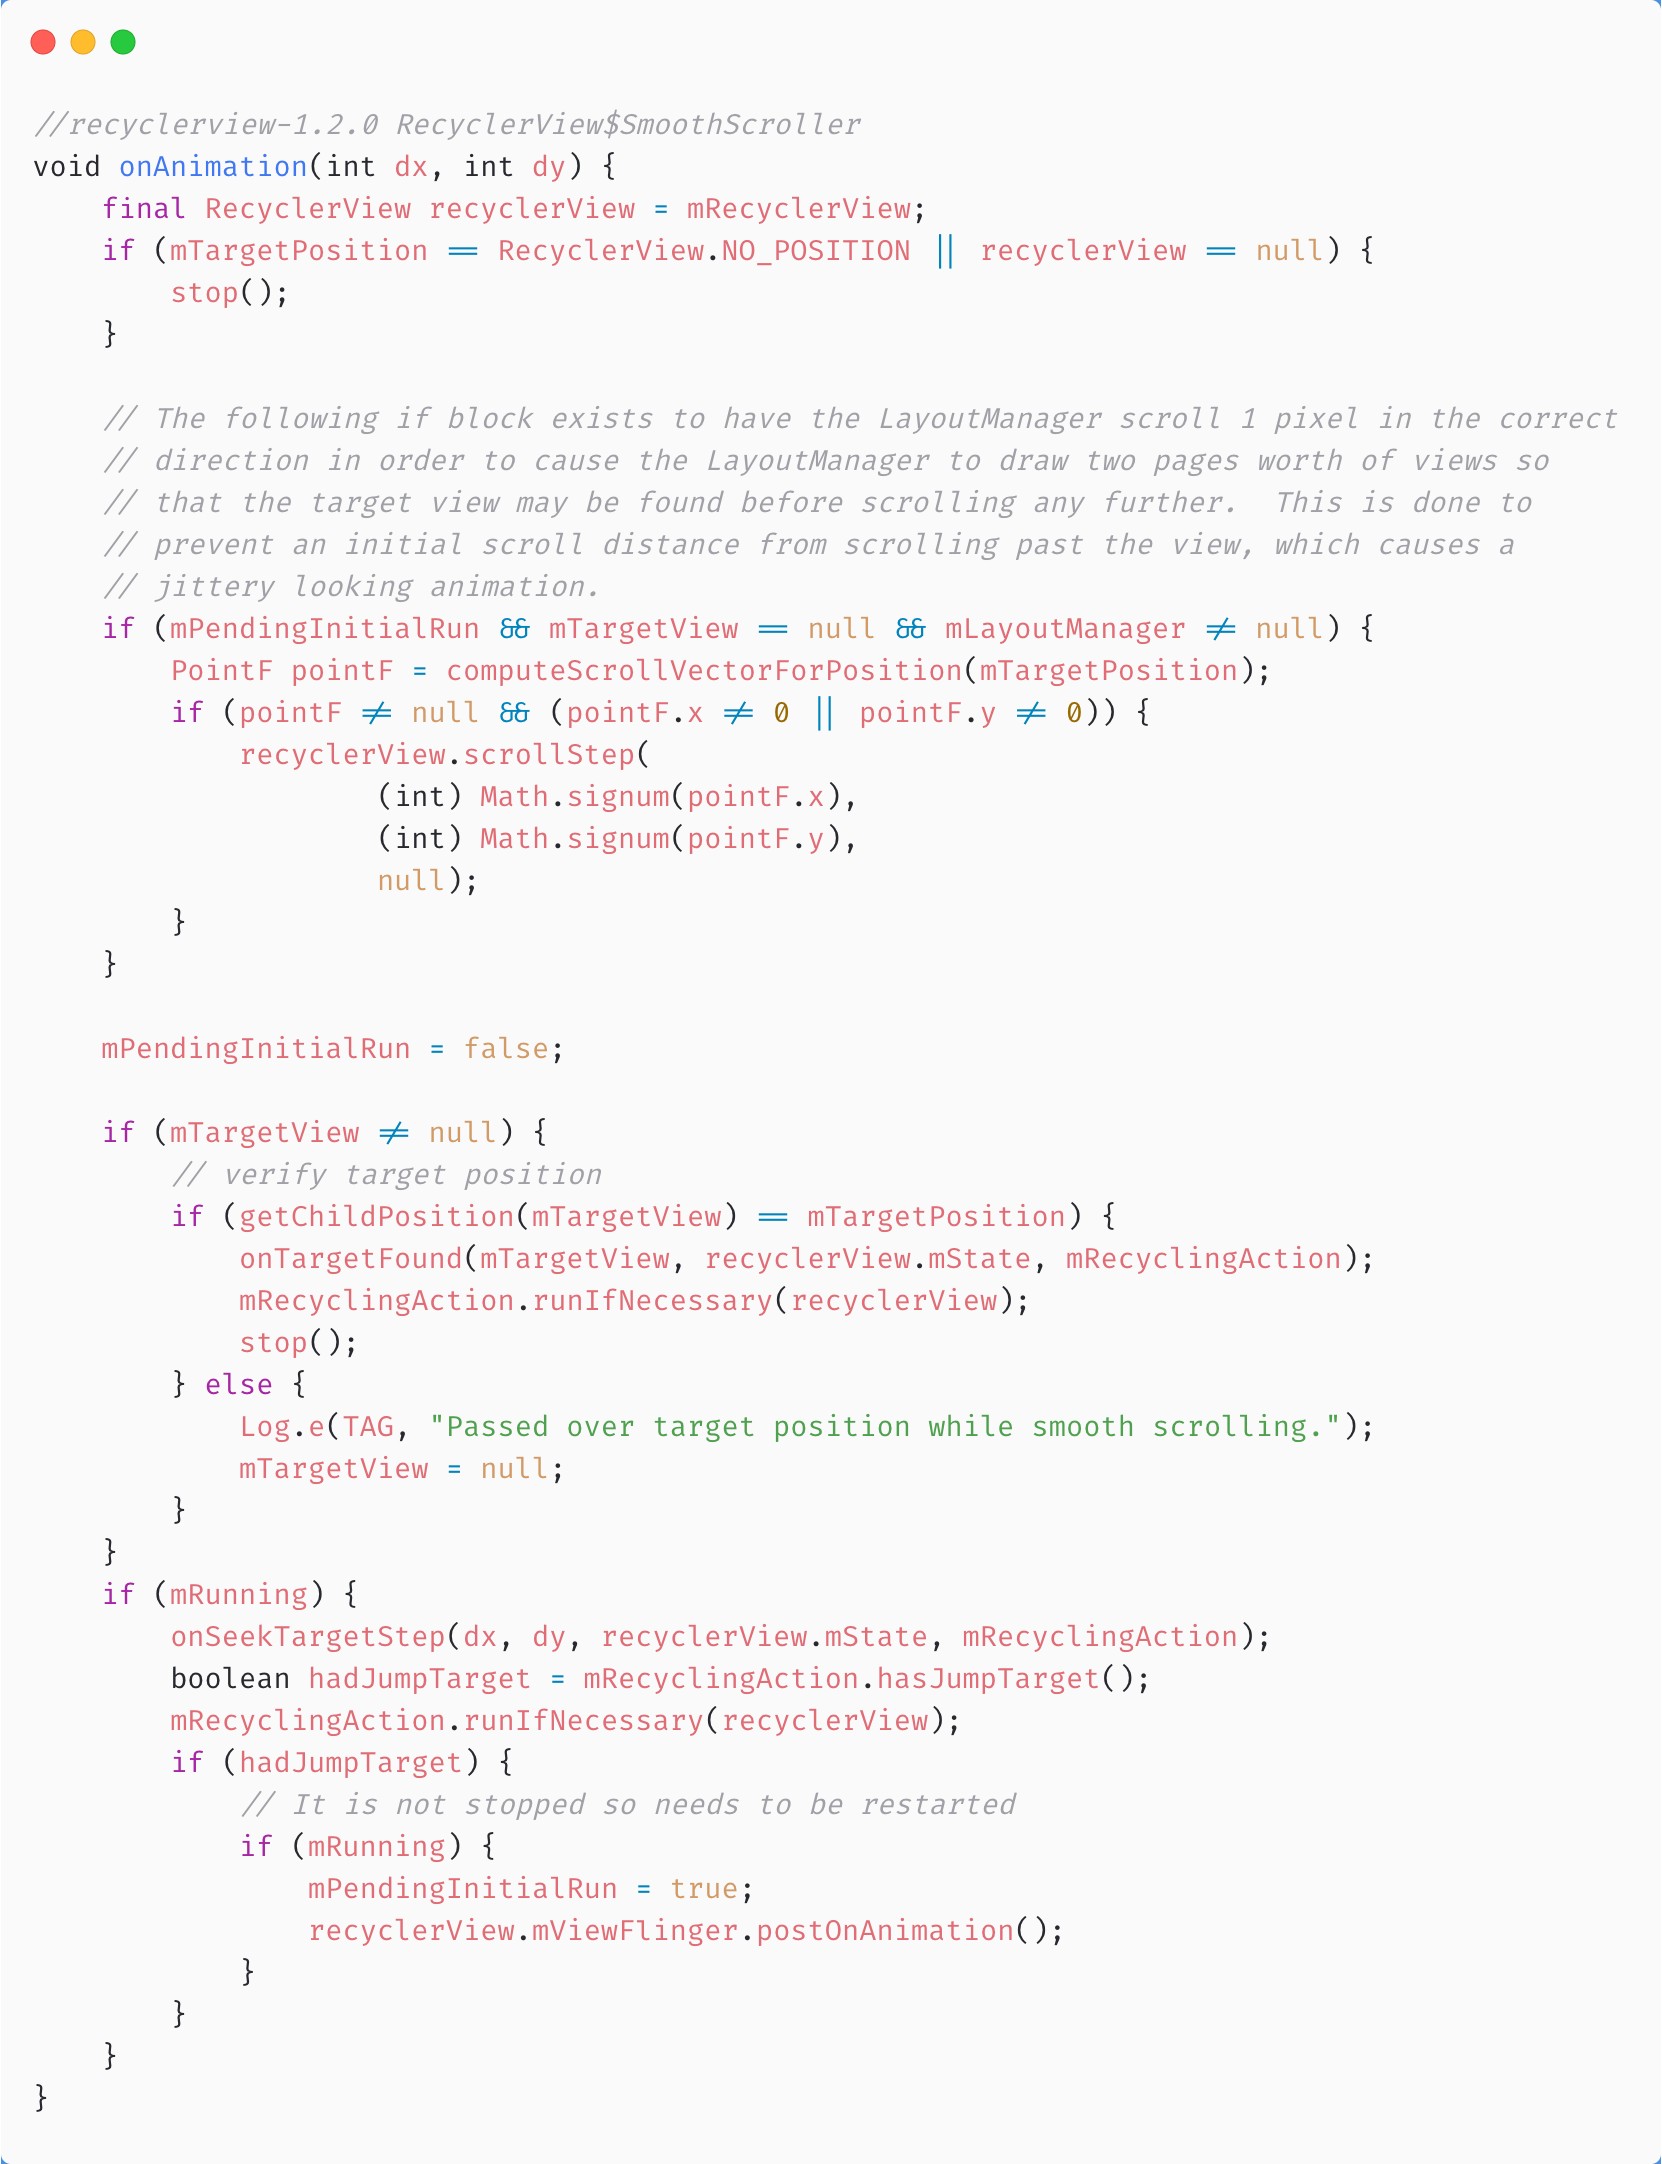 //recyclerview-1.2.0 RecyclerView$SmoothScroller
void onAnimation(int dx, int dy) {
    final RecyclerView recyclerView = mRecyclerView;
    if (mTargetPosition == RecyclerView.NO_POSITION || recyclerView == null) {
        stop();
    }

    // The following if block exists to have the LayoutManager scroll 1 pixel in the correct
    // direction in order to cause the LayoutManager to draw two pages worth of views so
    // that the target view may be found before scrolling any further.  This is done to
    // prevent an initial scroll distance from scrolling past the view, which causes a
    // jittery looking animation.
    if (mPendingInitialRun && mTargetView == null && mLayoutManager != null) {
        PointF pointF = computeScrollVectorForPosition(mTargetPosition);
        if (pointF != null && (pointF.x != 0 || pointF.y != 0)) {
            recyclerView.scrollStep(
                    (int) Math.signum(pointF.x),
                    (int) Math.signum(pointF.y),
                    null);
        }
    }

    mPendingInitialRun = false;

    if (mTargetView != null) {
        // verify target position
        if (getChildPosition(mTargetView) == mTargetPosition) {
            onTargetFound(mTargetView, recyclerView.mState, mRecyclingAction);
            mRecyclingAction.runIfNecessary(recyclerView);
            stop();
        } else {
            Log.e(TAG, "Passed over target position while smooth scrolling.");
            mTargetView = null;
        }
    }
    if (mRunning) {
        onSeekTargetStep(dx, dy, recyclerView.mState, mRecyclingAction);
        boolean hadJumpTarget = mRecyclingAction.hasJumpTarget();
        mRecyclingAction.runIfNecessary(recyclerView);
        if (hadJumpTarget) {
            // It is not stopped so needs to be restarted
            if (mRunning) {
                mPendingInitialRun = true;
                recyclerView.mViewFlinger.postOnAnimation();
            }
        }
    }
}